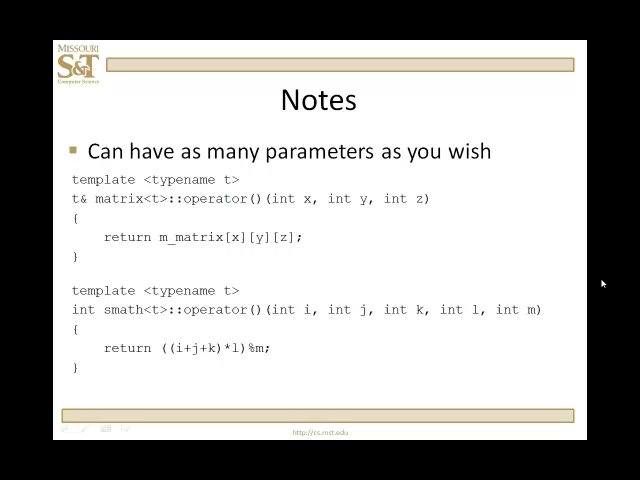 MISSOURI
S&T
Computer Science
Notes
Can have as many parameters as you wish
template <typename t>
t& matrix<t>::operator()(int x, int y, int z)
{
return m_matrix[x][y][z];
}
template <typename t>
int smath<t>::operator()(int i, int j, int k, int l, int m)
{
return ((i+j+k)*l)%m;
}
http://cs.mst.edu